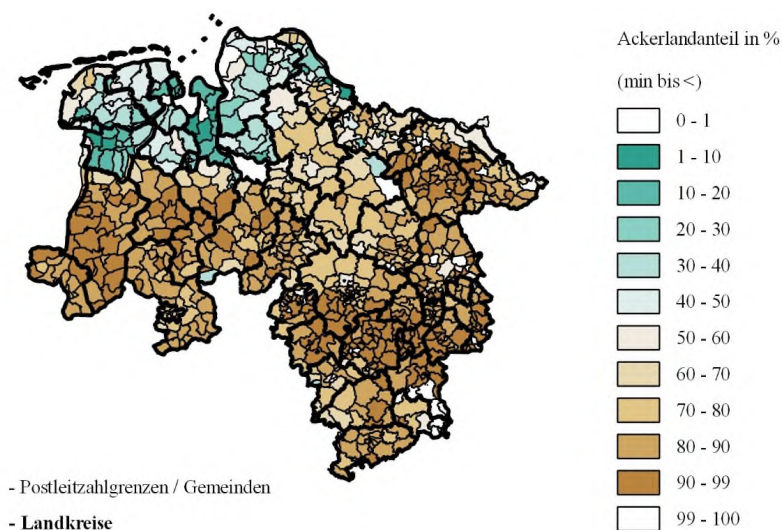 Ackerlandanteil in %
(min bis <)
0 - 1
1 - 10
10 - 20
20 - 30
30 - 40
40 - 50
50 - 60
60 - 70
70 - 80
80 - 90
90 - 99
99 - 100
- Postleitzahlgrenzen / Gemeinden
- Landkreise